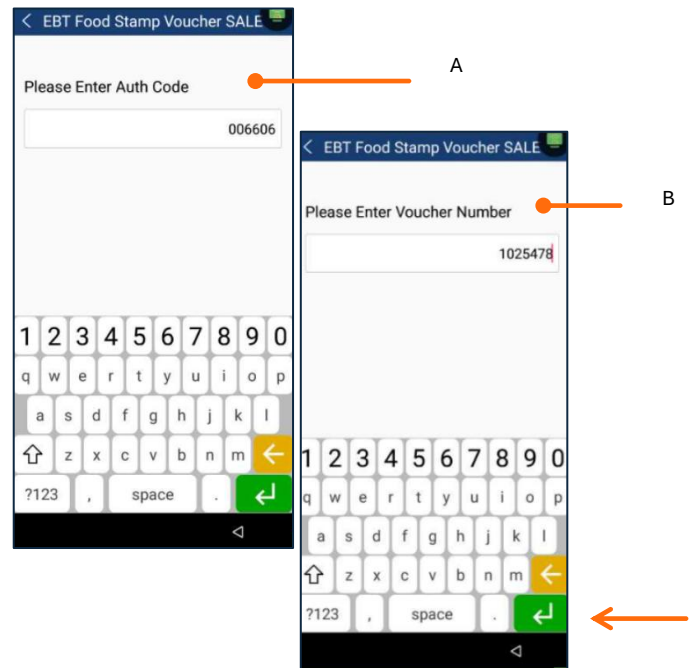 EBT Food Stamp Voucher SALE
Please Enter Auth Code
006606
1 2 3 4 5 6 7 8 9 0
q w e r t y u i o p
a s d f g h j k l
z x c v b n m
?123 , space .
A
EBT Food Stamp Voucher SALE
Please Enter Voucher Number
1025478
1 2 3 4 5 6 7 8 9 0
q w e r t y u i o p
a s d f g h j k l
z x c v b n m
?123 , space .
B